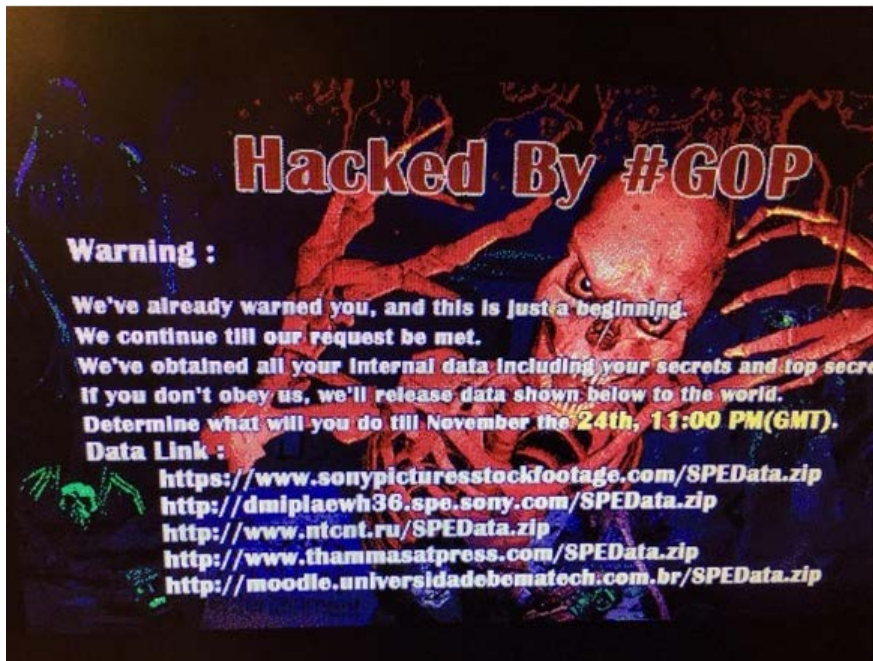 Hacked By #GOP
Warning :
We've already warned you, and this is just a beginning.
We continue till our request be met.
We've obtained all your internal data including your secrets and top secre
if you don't obey us, we'll release data shown below to the world.
Determine what will you do till November the 24th, 11:00 PM(GMT).
Data Link :
https://www.sonypicturesstockfootage.com/SPEData.zip
http://dmiplaewh36.spe.sony.com/SPEData.zip
http://www.ntcnt.ru/SPEData.zip
http://www.thammasatpress.com/SPEData.zip
http://moodle.universidadebematech.com.br/SPEData.zip